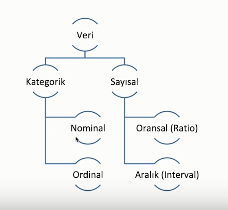 Veri
Kategorik
Sayısal
Nominal
Oransal (Ratio)
Ordinal
Aralık (Interval)